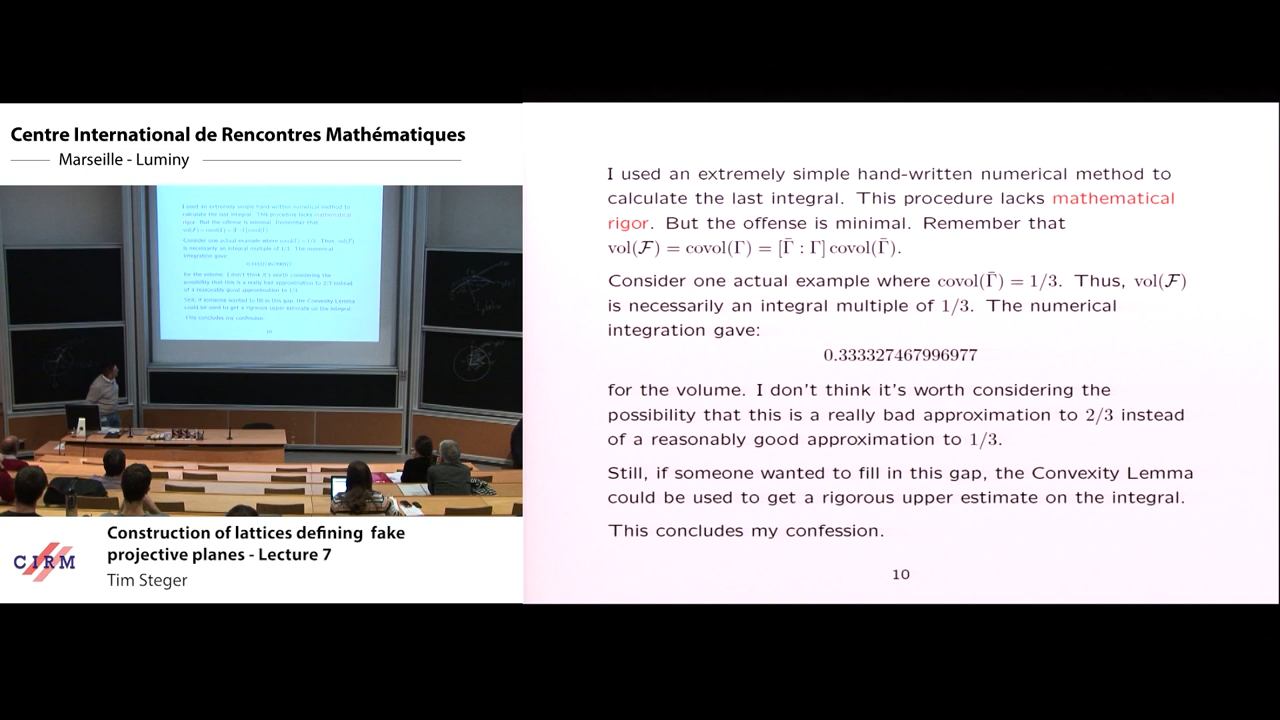 Centre International de Rencontres Mathématiques
Marseille - Luminy
I used an extremely simple hand-written numerical method to
calculate the last integral. This procedure lacks mathematical
rigor. But the offense is minimal. Remember that
vol(ℱ) = covol(Γ) = [Γ̄ : Γ] covol(Γ̄).
Consider one actual example where covol(Γ̄) = 1/3. Thus, vol(ℱ)
is necessarily an integral multiple of 1/3. The numerical
integration gave:
0.333327467996977
for the volume. I don't think it's worth considering the
possibility that this is a really bad approximation to 2/3 instead
of a reasonably good approximation to 1/3.
Still, if someone wanted to fill in this gap, the Convexity Lemma
could be used to get a rigorous upper estimate on the integral.
This concludes my confession.
10
CIRM
Construction of lattices defining fake
projective planes - Lecture 7
Tim Steger